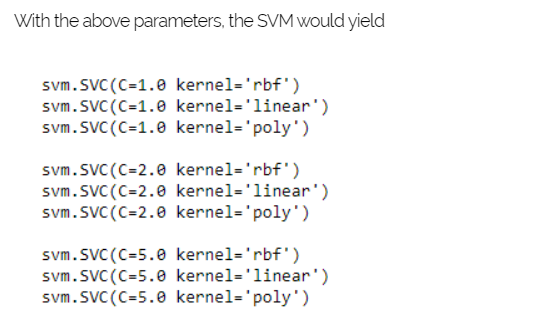 With the above parameters, the SVM would yield
svm.SVC(C=1.0 kernel='rbf')
svm.SVC(C=1.0 kernel='linear')
svm.SVC(C=1.0 kernel='poly')
svm.SVC(C=2.0 kernel='rbf')
svm.SVC(C=2.0 kernel='linear')
svm.SVC(C=2.0 kernel='poly')
svm.SVC(C=5.0 kernel='rbf')
svm.SVC(C=5.0 kernel='linear')
svm.SVC(C=5.0 kernel='poly')